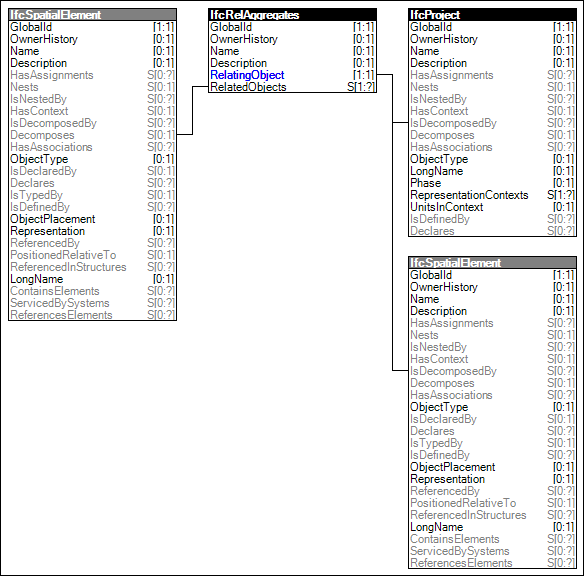 IfcSpatialElement
GlobalId [1:1]
OwnerHistory [0:1]
Name [0:1]
Description [0:1]
HasAssignments S[0:?]
Nests S[0:1]
IsNestedBy S[0:?]
HasContext S[0:1]
IsDecomposedBy S[0:?]
Decomposes S[0:1]
HasAssociations S[0:?]
ObjectType [0:1]
IsDeclaredBy S[0:1]
Declares S[0:?]
IsTypedBy S[0:1]
IsDefinedBy S[0:?]
ObjectPlacement [0:1]
Representation [0:1]
ReferencedBy S[0:?]
PositionedRelativeTo S[0:1]
ReferencedInStructures S[0:?]
LongName [0:1]
ContainsElements S[0:?]
ServicedBySystems S[0:?]
ReferencesElements S[0:?]
IfcRelAggregates
GlobalId [1:1]
OwnerHistory [0:1]
Name [0:1]
Description [0:1]
RelatingObject [1:1]
RelatedObjects S[1:?]
IfcProject
GlobalId [1:1]
OwnerHistory [0:1]
Name [0:1]
Description [0:1]
HasAssignments S[0:?]
Nests S[0:1]
IsNestedBy S[0:?]
HasContext S[0:1]
IsDecomposedBy S[0:?]
Decomposes S[0:1]
HasAssociations S[0:?]
ObjectType [0:1]
LongName [0:1]
Phase [0:1]
RepresentationContexts S[1:?]
UnitsInContext [0:1]
IsDefinedBy S[0:?]
Declares S[0:?]
IfcSpatialElement
GlobalId [1:1]
OwnerHistory [0:1]
Name [0:1]
Description [0:1]
HasAssignments S[0:?]
Nests S[0:1]
IsNestedBy S[0:?]
HasContext S[0:1]
IsDecomposedBy S[0:?]
Decomposes S[0:1]
HasAssociations S[0:?]
ObjectType [0:1]
IsDeclaredBy S[0:1]
Declares S[0:?]
IsTypedBy S[0:1]
IsDefinedBy S[0:?]
ObjectPlacement [0:1]
Representation [0:1]
ReferencedBy S[0:?]
PositionedRelativeTo S[0:1]
ReferencedInStructures S[0:?]
LongName [0:1]
ContainsElements S[0:?]
ServicedBySystems S[0:?]
ReferencesElements S[0:?]